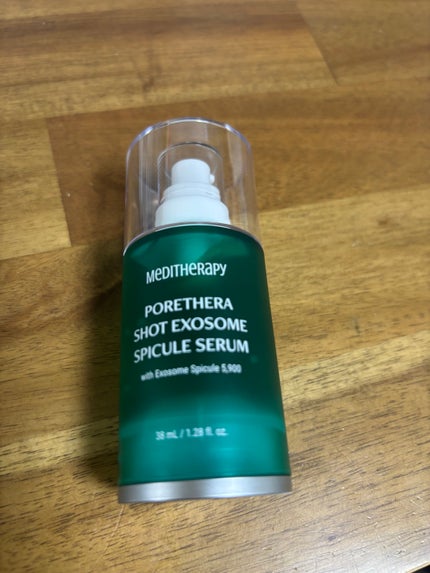 MEDITHERAPY
PORETHERA
SHOT EXOSOME
SPICULE SERUM
with Exosome Spicule 5,900
38 mL / 1.28 fl. oz.